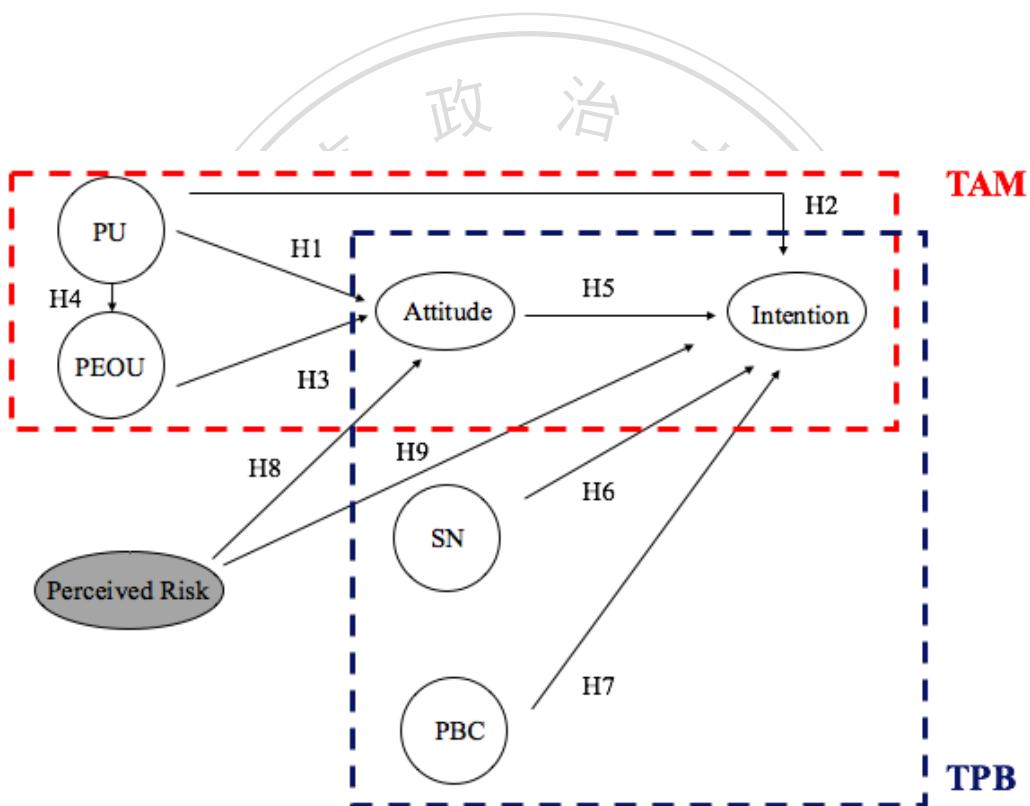 政 治
TAM
PU
H2
H1
H4
H5
Attitude
Intention
PEOU
H3
H9
H8
H6
SN
Perceived Risk
H7
PBC
TPB